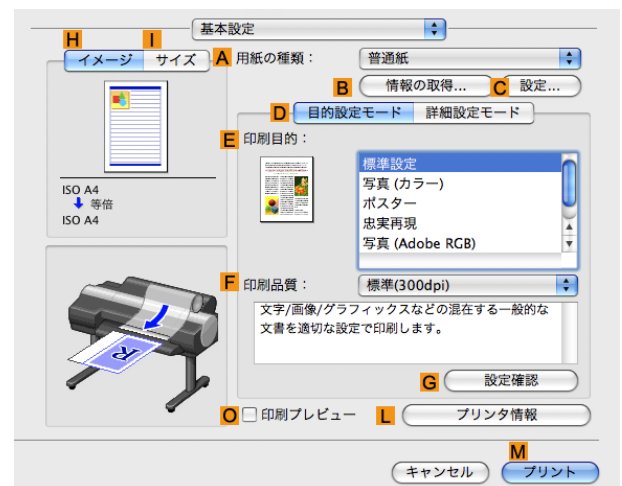 基本設定
H
I
イメージ サイズ
A 用紙の種類： 普通紙
B 情報の取得... C 設定...
D 目的設定モード 詳細設定モード
E 印刷目的：
標準設定
写真 (カラー)
ポスター
忠実再現
写真 (Adobe RGB)
ISO A4
等倍
ISO A4
F 印刷品質： 標準(300dpi)
文字/画像/グラフィックスなどの混在する一般的な
文書を適切な設定で印刷します。
R
G 設定確認
O 印刷プレビュー L プリンタ情報
M
キャンセル プリント